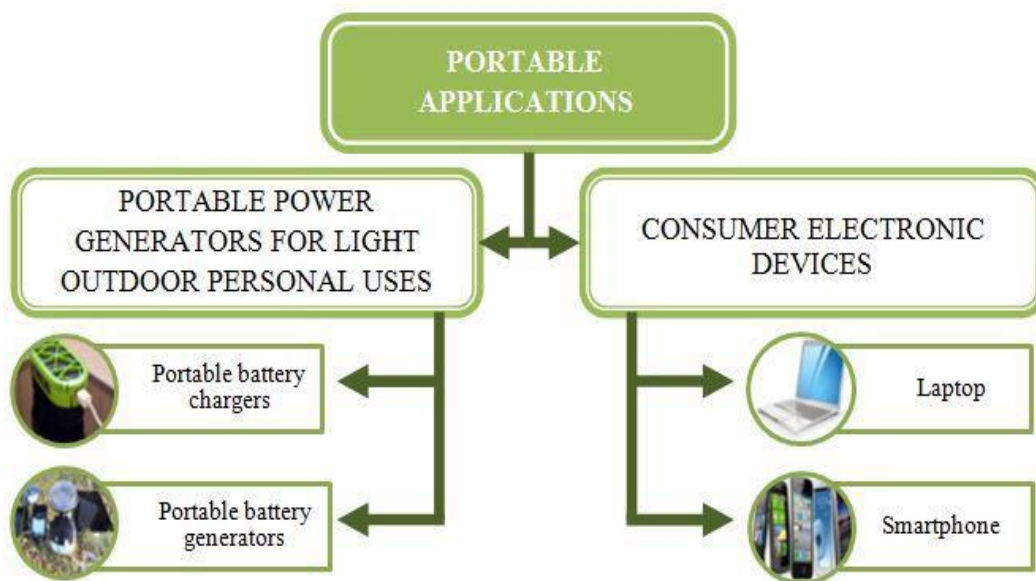 PORTABLE
APPLICATIONS
PORTABLE POWER
GENERATORS FOR LIGHT
OUTDOOR PERSONAL USES
CONSUMER ELECTRONIC
DEVICES
Portable battery
chargers
Portable battery
generators
Laptop
Smartphone